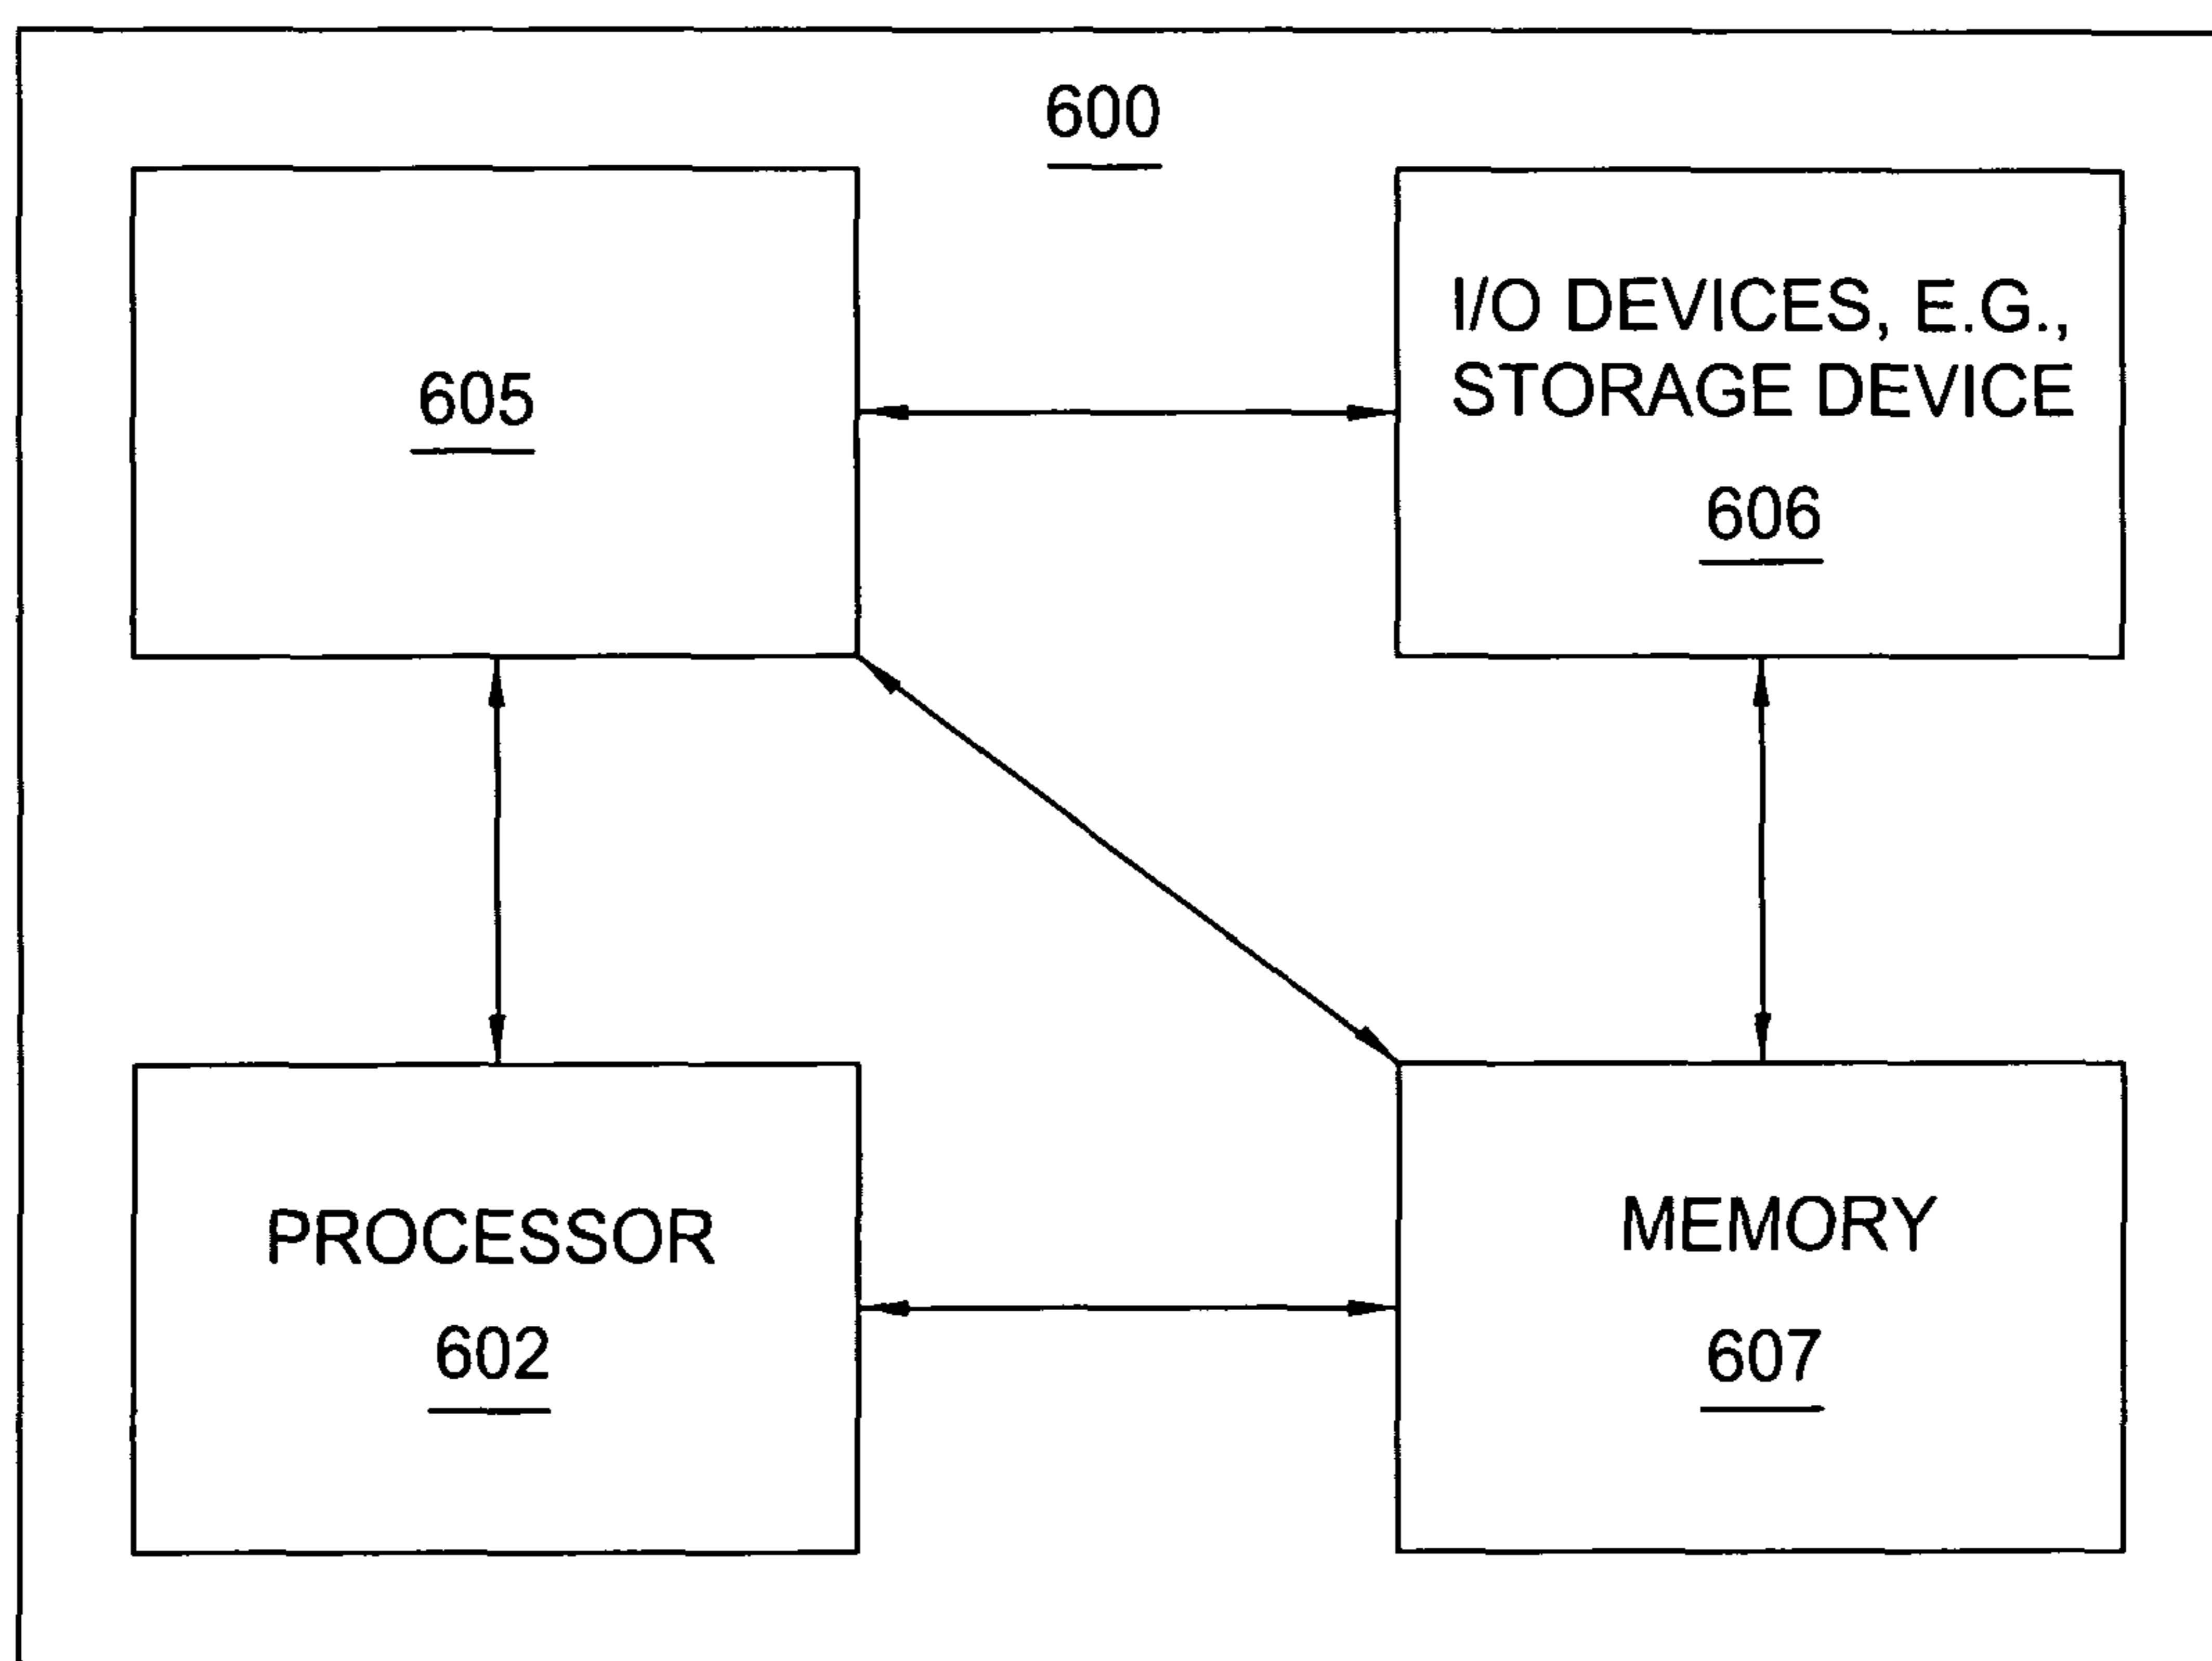 600
605
I/O DEVICES, E.G.,
STORAGE DEVICE
606
PROCESSOR
602
MEMORY
607